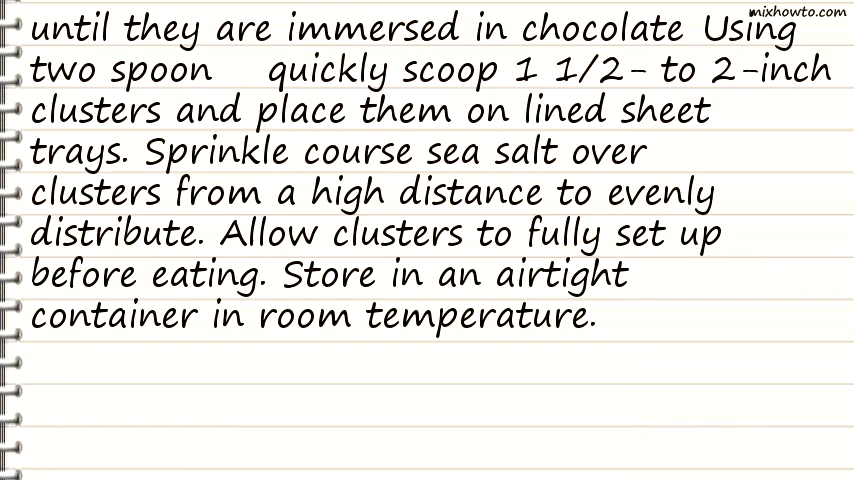 mixhowto.com
until they are immersed in chocolate Using
two spoon quickly scoop 1 1/2- to 2-inch
clusters and place them on lined sheet
trays. Sprinkle course sea salt over
clusters from a high distance to evenly
distribute. Allow clusters to fully set up
before eating. Store in an airtight
container in room temperature.